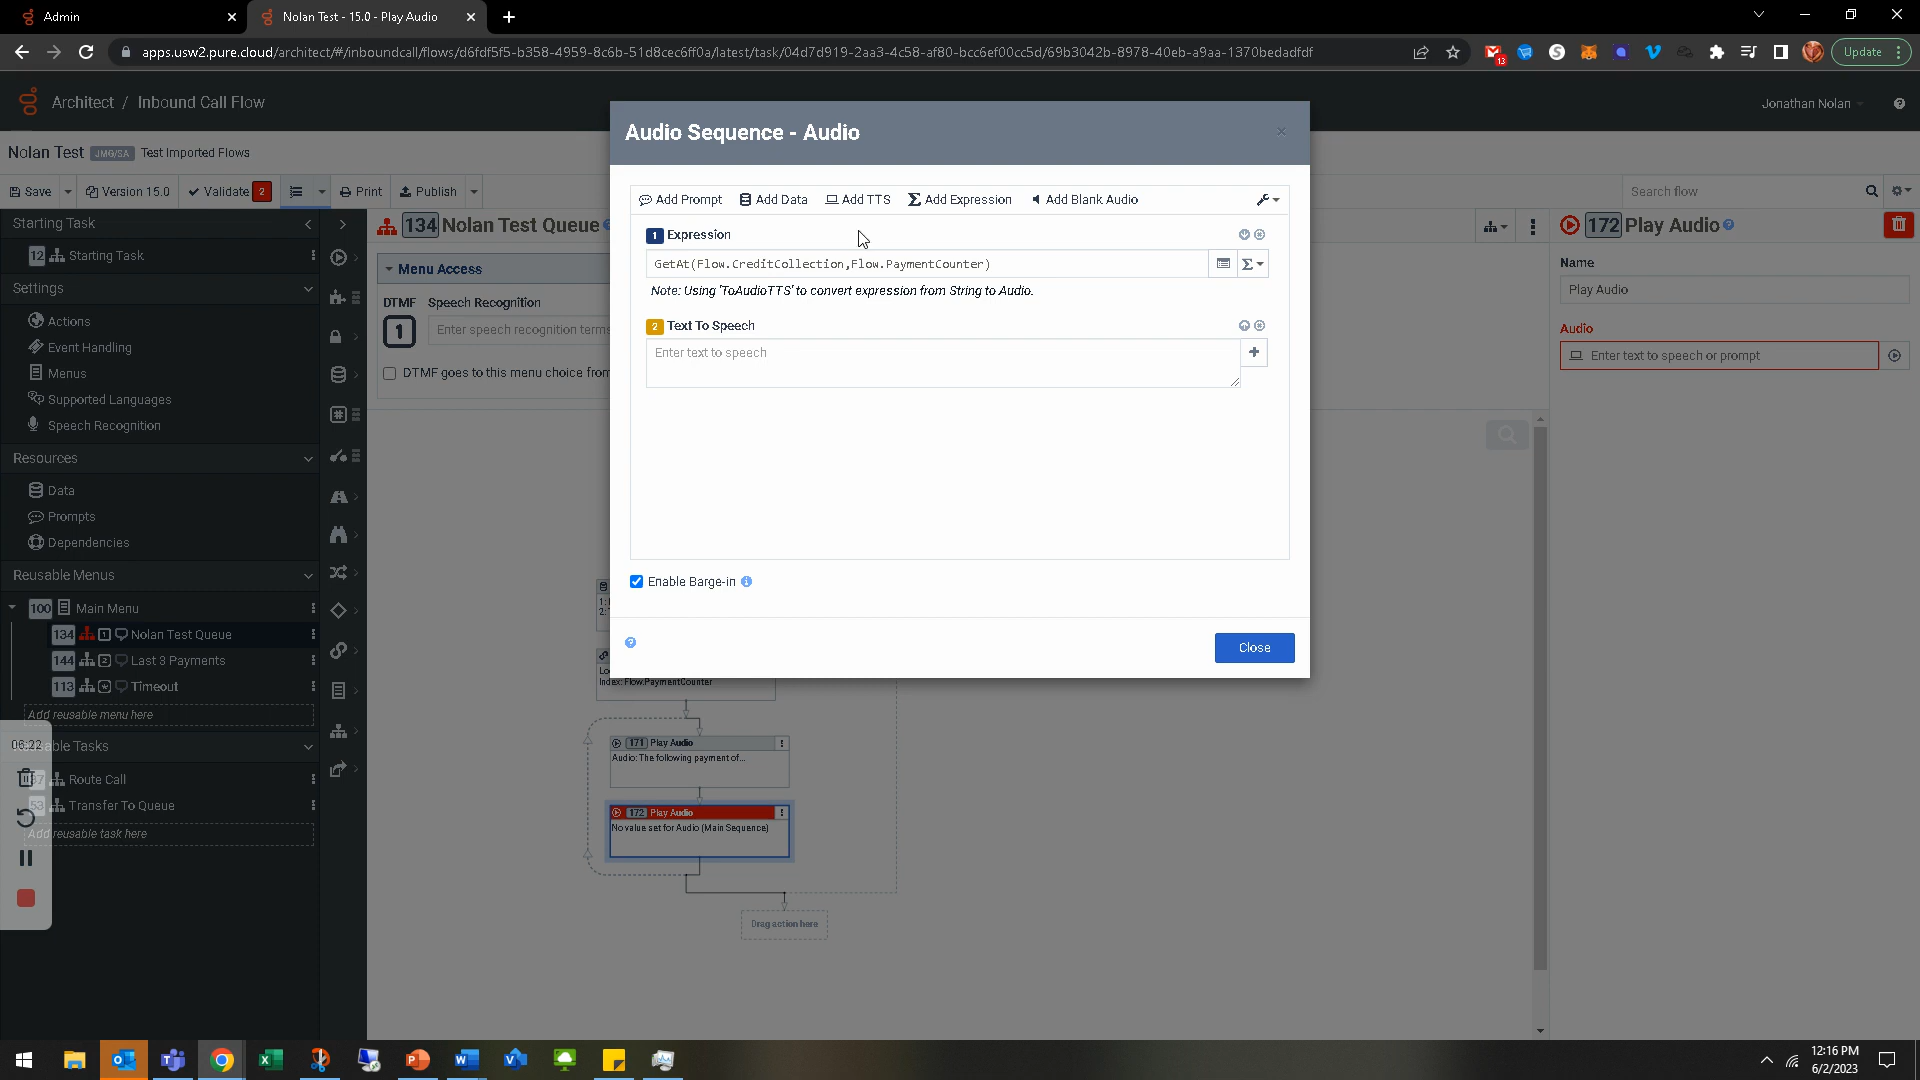 Admin
Nolan Test - 15.0 - Play Audio
apps.usw2.pure.cloud/architect/#/inboundcall/flows/d6fdf5f5-b358-4959-8c6b-51d8cec6ff0a/latest/task/04d7d919-2aa3-4c58-af80-bcc6ef00cc5d/69b3042b-8978-40eb-a9aa-1370bedadfdf
13
Update
Architect / Inbound Call Flow
Jonathan Nolan
Nolan Test JMG/SA Test Imported Flows
Save
Version 15.0
Validate 2
Print
Publish
Search flow
Starting Task
12 Starting Task
Settings
Actions
Event Handling
Menus
Supported Languages
Speech Recognition
Resources
Data
Prompts
Dependencies
Reusable Menus
100 Main Menu
134 1 Nolan Test Queue
144 2 Last 3 Payments
113 Timeout
Add reusable menu here
06:22
Route Call
53 Transfer To Queue
Add reusable task here
134 Nolan Test Queue
Menu Access
DTMF Speech Recognition
1 Enter speech recognition terms
DTMF goes to this menu choice from
Audio Sequence - Audio
Add Prompt
Add Data
Add TTS
Add Expression
Add Blank Audio
1 Expression
GetAt(Flow.CreditCollection,Flow.PaymentCounter)
Note: Using 'ToAudioTTS' to convert expression from String to Audio.
2 Text To Speech
Enter text to speech
Enable Barge-in
Close
Index: Flow.PaymentCounter
171 Play Audio
Audio: The following payment of...
172 Play Audio
No value set for Audio (Main Sequence)
Drag action here
172 Play Audio
Name
Play Audio
Audio
Enter text to speech or prompt
12:16 PM
6/2/2023